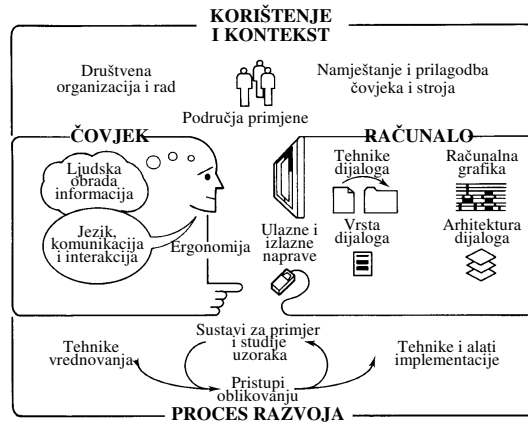 KORIŠTENJE
I KONTEKST
Društvena
organizacija i rad
Namještanje i prilagodba
čovjeka i stroja
Područja primjene
ČOVJEK
RAČUNALO
Ljudska
obrada
informacija
Jezik,
komunikacija
i interakcija
Ergonomija
Ulazne i
izlazne
naprave
Tehnike
dijaloga
Računalna
grafika
Vrsta
dijaloga
Arhitektura
dijaloga
Sustavi za primjer
i studije
uzoraka
Tehnike
vrednovanja
Tehnike i alati
implementacije
Pristupi
oblikovanju
PROCES RAZVOJA